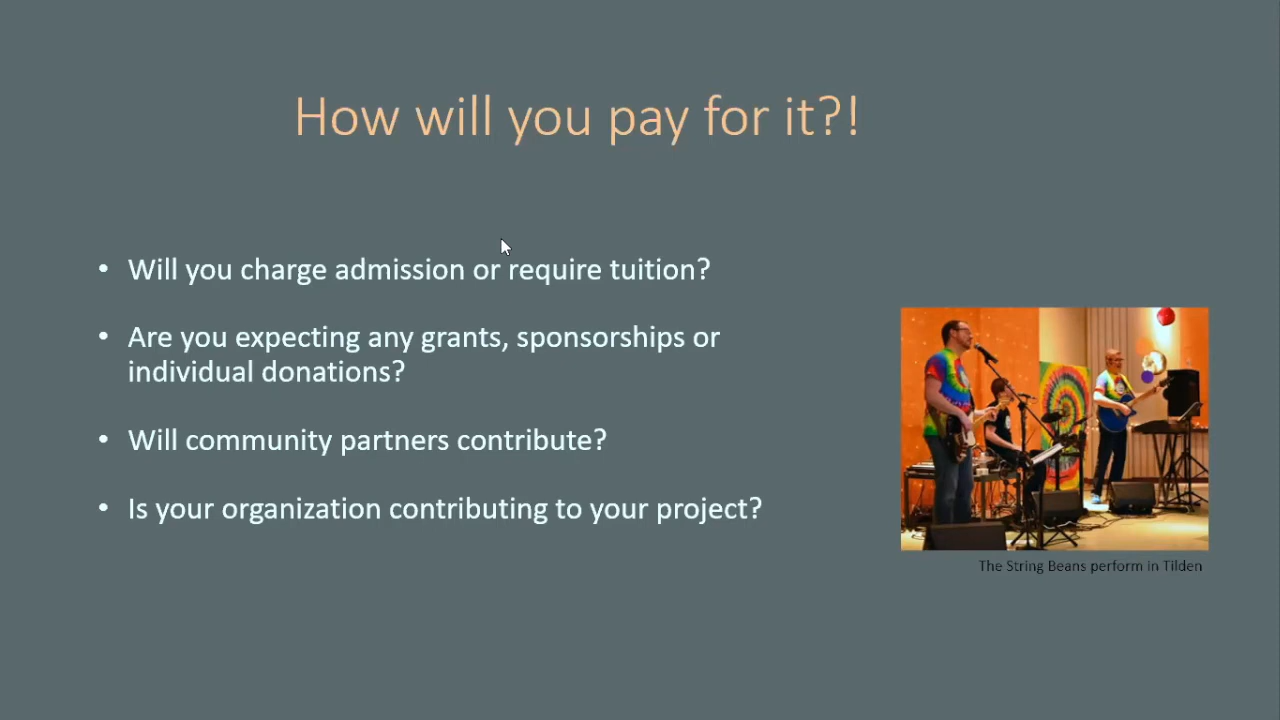 How will you pay for it?!
• Will you charge admission or require tuition?
• Are you expecting any grants, sponsorships or
individual donations?
• Will community partners contribute?
• Is your organization contributing to your project?
The String Beans perform in Tilden